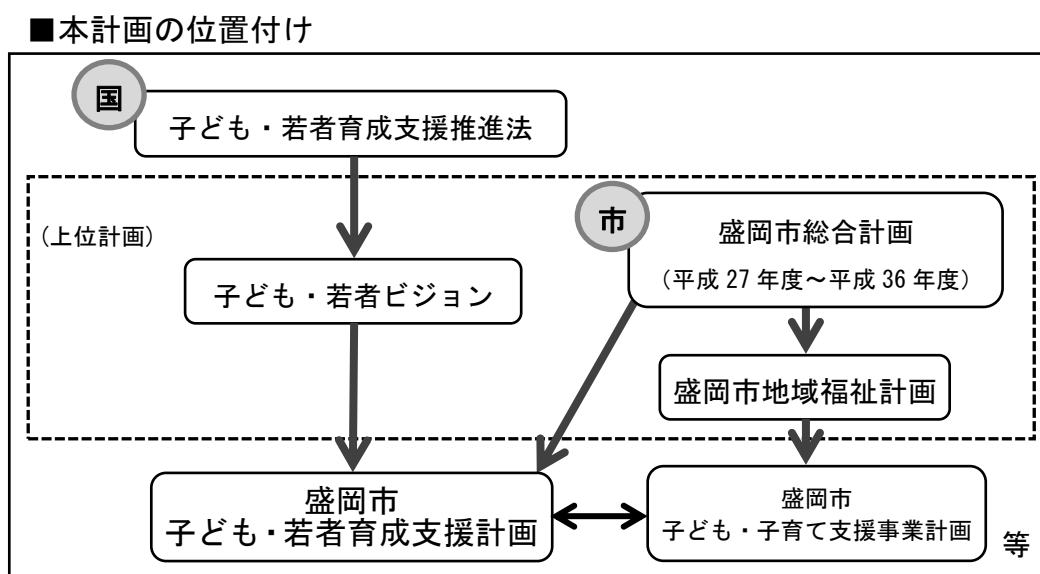 ■本計画の位置付け
国
子ども・若者育成支援推進法
(上位計画)
市
盛岡市総合計画
(平成 27 年度～平成 36 年度)
子ども・若者ビジョン
盛岡市地域福祉計画
盛岡市
子ども・若者育成支援計画
盛岡市
子ども・子育て支援事業計画
等